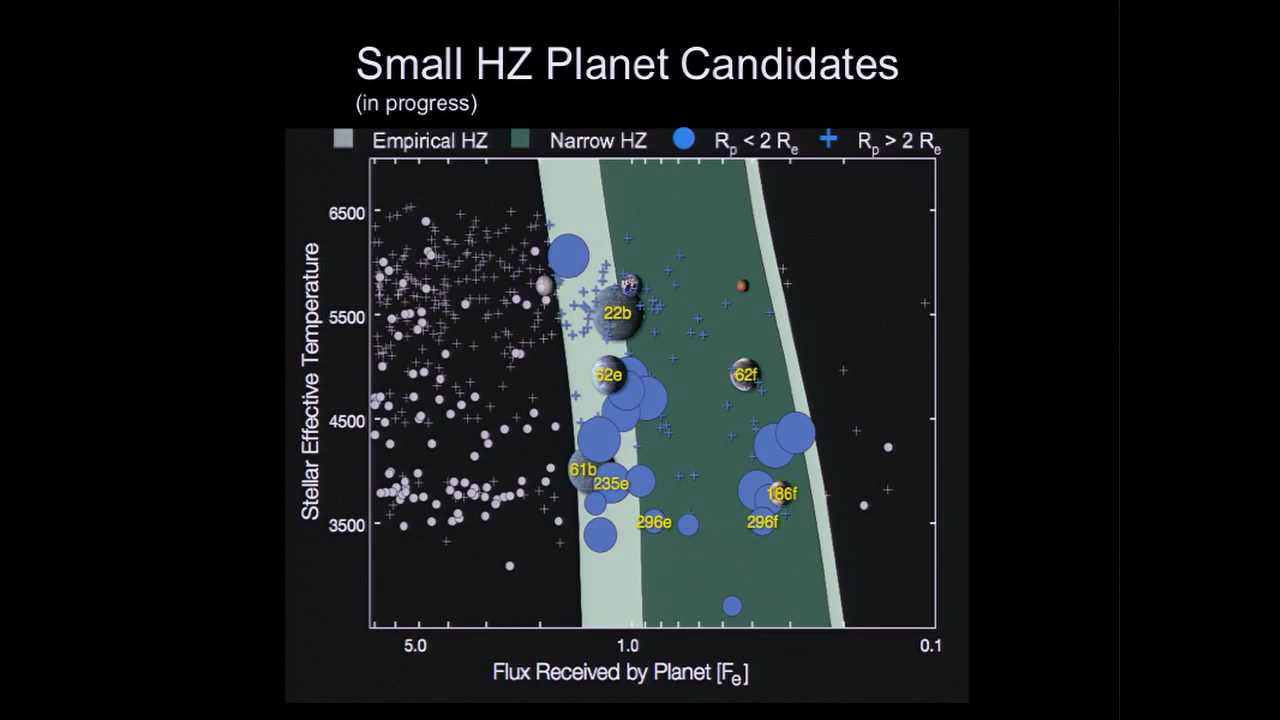 Small HZ Planet Candidates
(in progress)
Empirical HZ Narrow HZ Rp < 2 Re Rp > 2 Re
6500
5500
4500
3500
Stellar Effective Temperature
22b
62e
62f
61b
235e
186f
296e
296f
5.0 1.0 0.1
Flux Received by Planet [Fe]